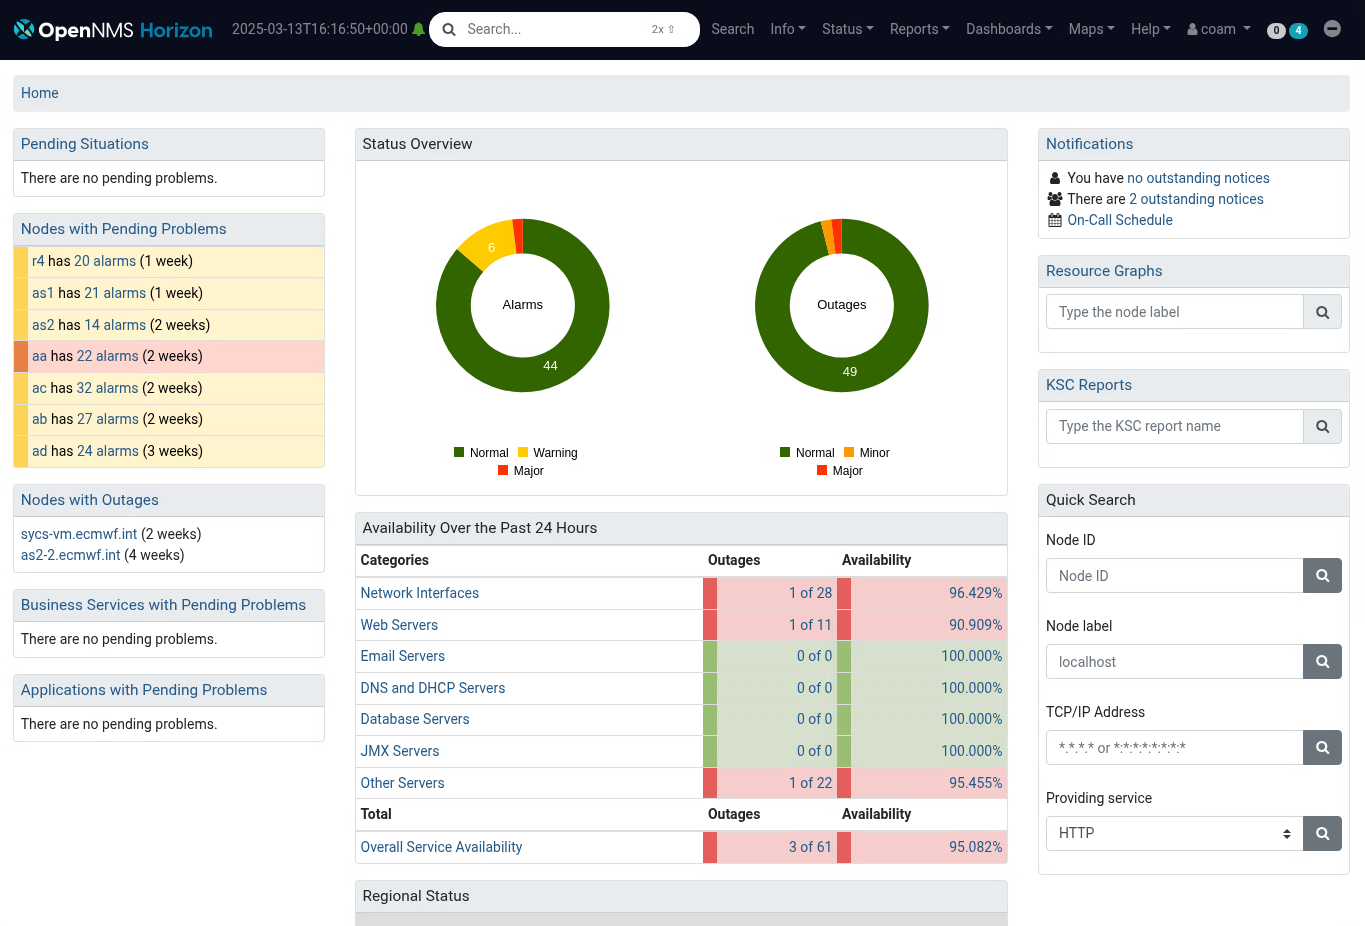 OpenNMS Horizon 2025-03-13T16:16:50+00:00 Search... 2x ⇧ Search Info Status Reports Dashboards Maps Help coam 0 4
Home
Pending Situations
There are no pending problems.
Nodes with Pending Problems
r4 has 20 alarms (1 week)
as1 has 21 alarms (1 week)
as2 has 14 alarms (2 weeks)
aa has 22 alarms (2 weeks)
ac has 32 alarms (2 weeks)
ab has 27 alarms (2 weeks)
ad has 24 alarms (3 weeks)
Nodes with Outages
sycs-vm.ecmwf.int (2 weeks)
as2-2.ecmwf.int (4 weeks)
Business Services with Pending Problems
There are no pending problems.
Applications with Pending Problems
There are no pending problems.
Status Overview
6
Alarms
44
Normal Warning
Major
Outages
49
Normal Minor
Major
Availability Over the Past 24 Hours
Categories Outages Availability
Network Interfaces 1 of 28 96.429%
Web Servers 1 of 11 90.909%
Email Servers 0 of 0 100.000%
DNS and DHCP Servers 0 of 0 100.000%
Database Servers 0 of 0 100.000%
JMX Servers 0 of 0 100.000%
Other Servers 1 of 22 95.455%
Total Outages Availability
Overall Service Availability 3 of 61 95.082%
Regional Status
Notifications
You have no outstanding notices
There are 2 outstanding notices
On-Call Schedule
Resource Graphs
Type the node label
KSC Reports
Type the KSC report name
Quick Search
Node ID
Node ID
Node label
localhost
TCP/IP Address
*.*.*.* or *:*:*:*:*:*:*:*
Providing service
HTTP